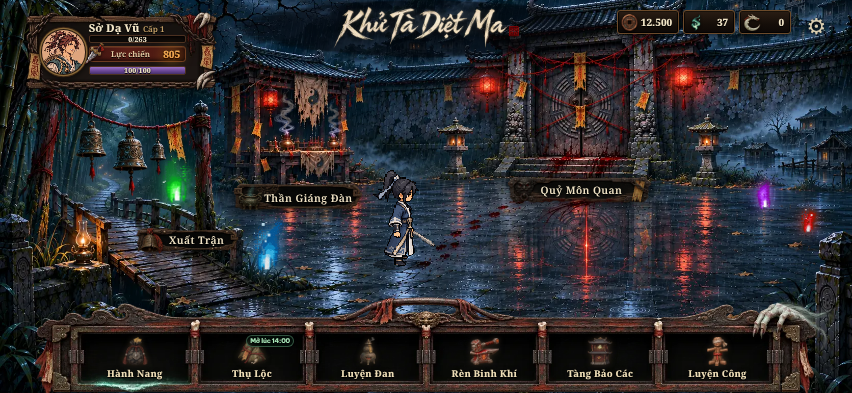 Sở Dạ Vũ Cấp 1
0/263
Lực chiến 805
100/100
Khử Tà Diệt Ma
12.500
37
0
Thần Giáng Đàn
Quỷ Môn Quan
Xuất Trận
Mở lúc 14:00
Hành Nang
Thụ Lộc
Luyện Đan
Rèn Binh Khí
Tàng Bảo Các
Luyện Công